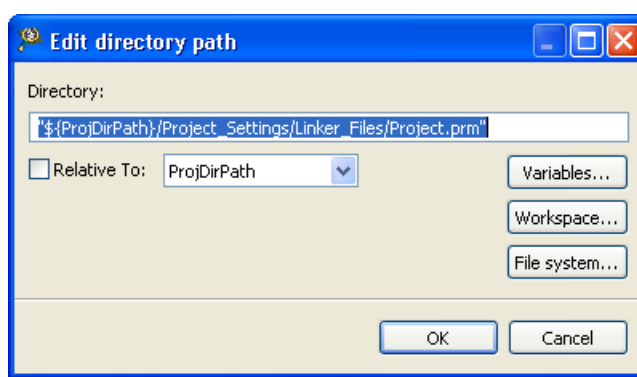 Edit directory path
Directory:
"${ProjDirPath}/Project_Settings/Linker_Files/Project.prm"
Relative To: ProjDirPath
Variables...
Workspace...
File system...
OK Cancel